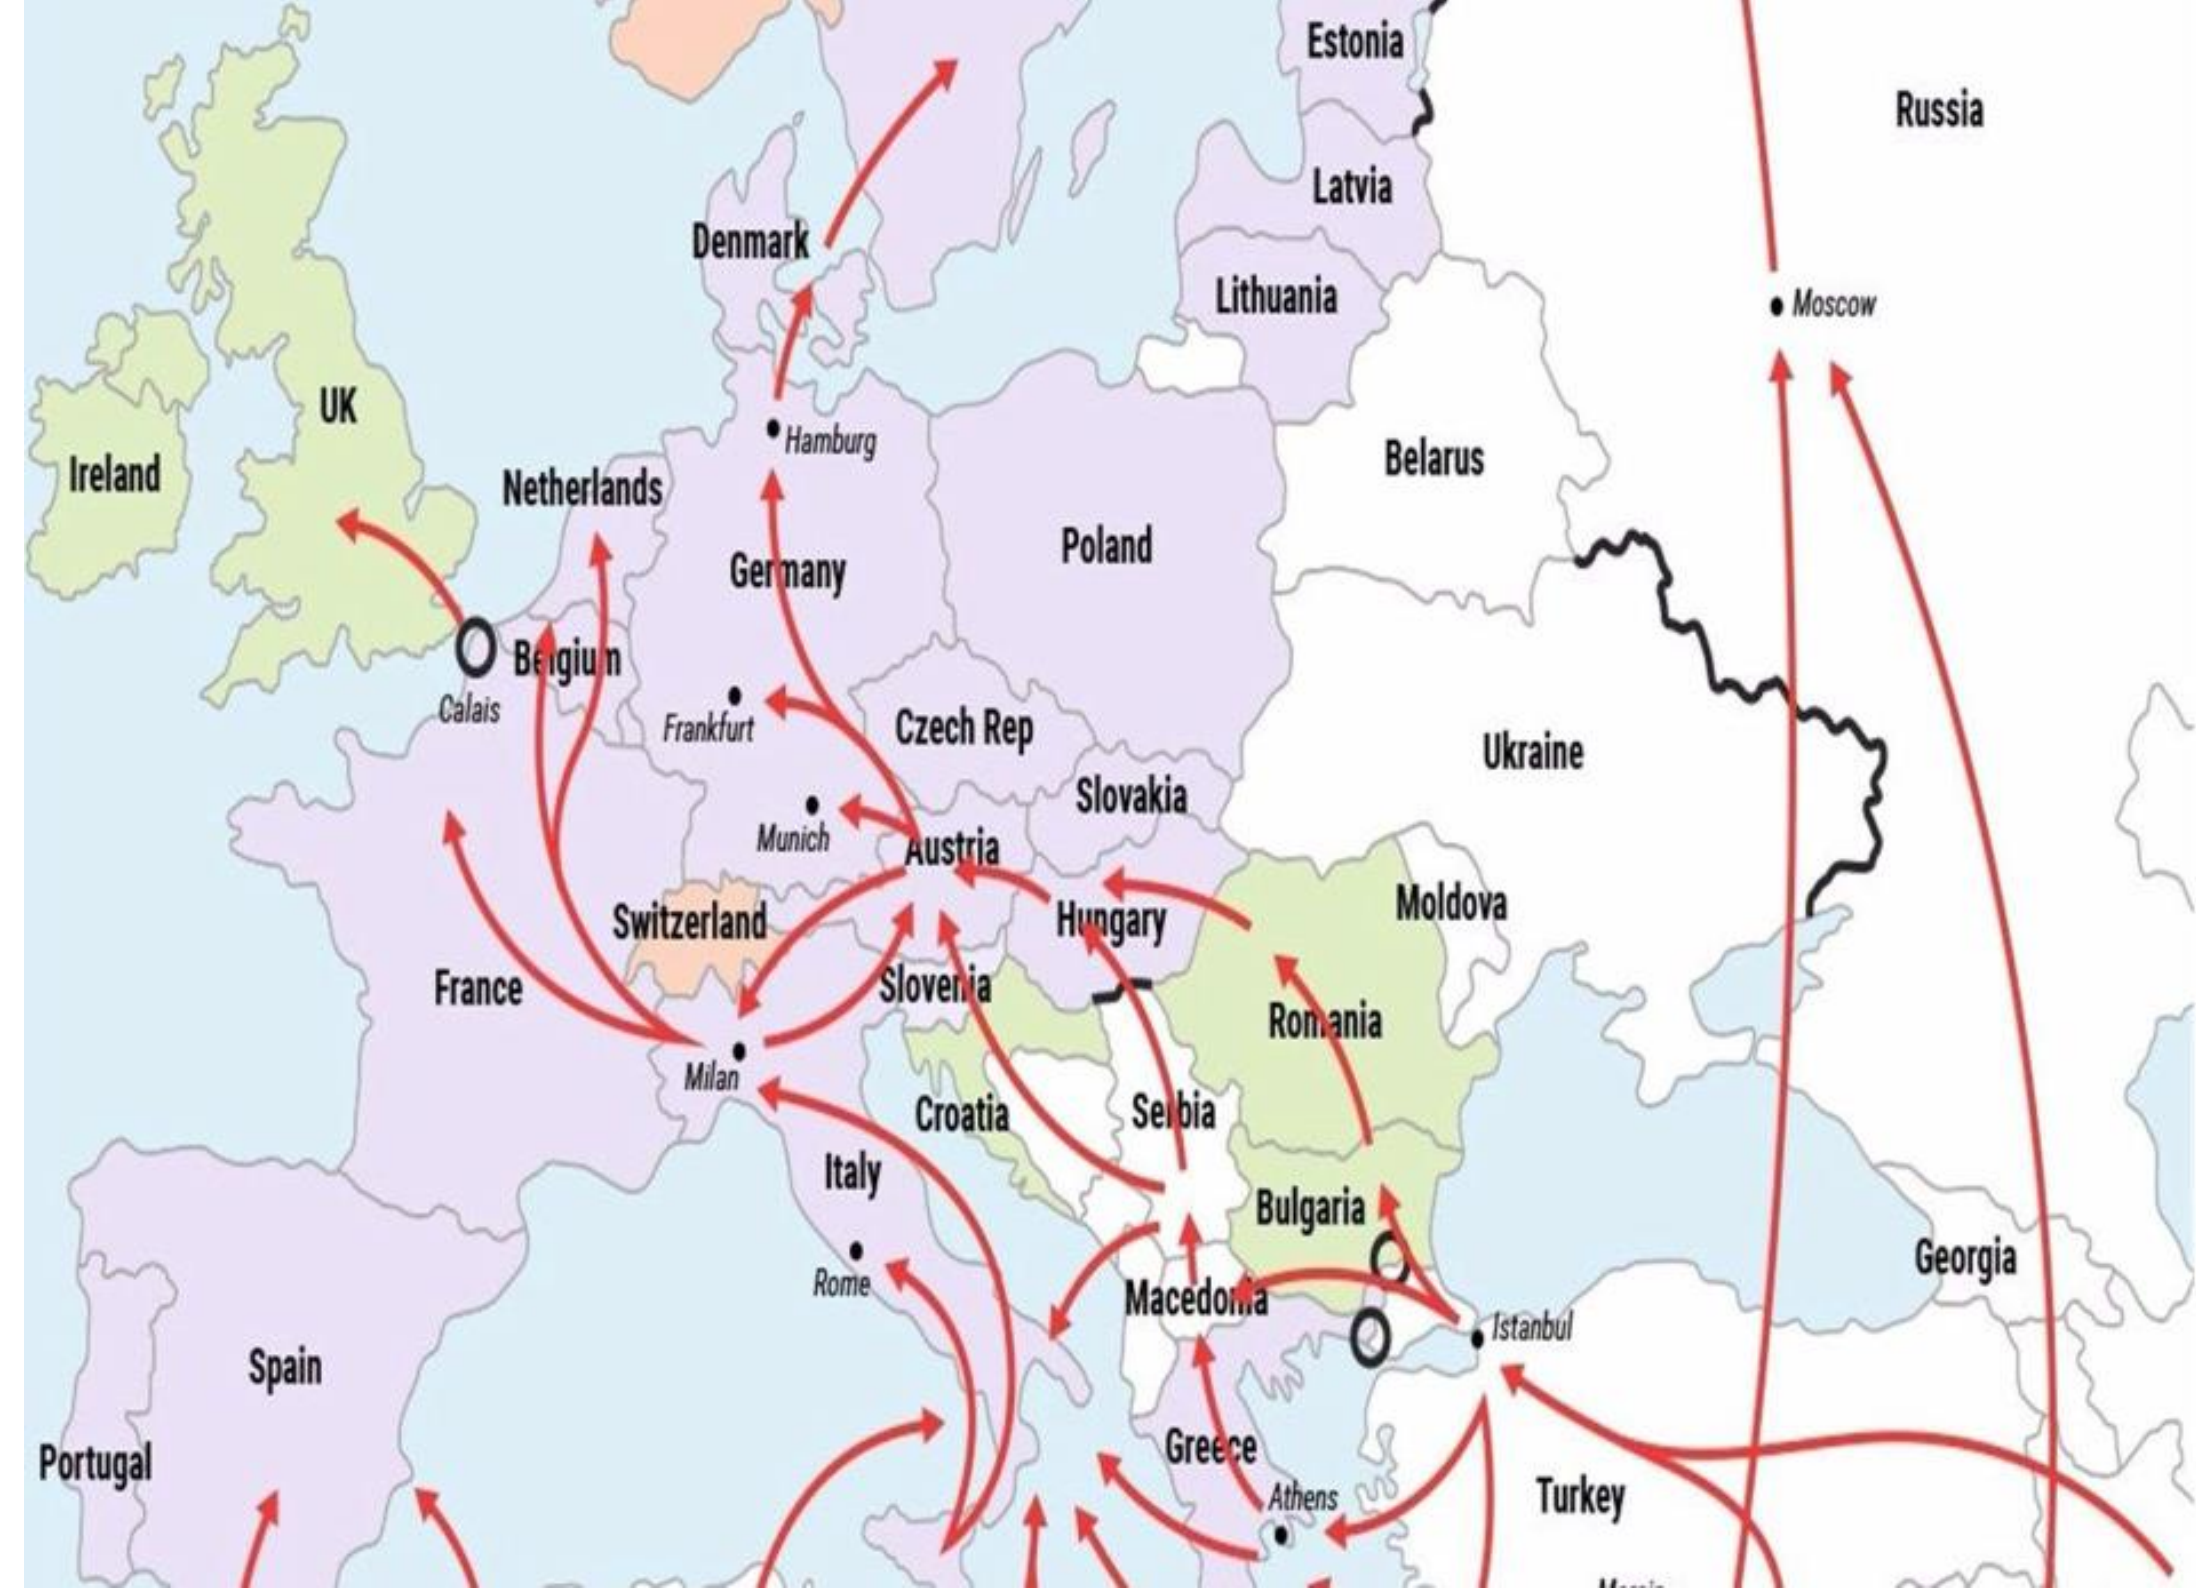 Estonia
Russia
Latvia
Denmark
Lithuania
Moscow
UK
Hamburg
Ireland
Netherlands
Belarus
Poland
Germany
Belgium
Calais
Frankfurt
Czech Rep
Ukraine
Slovakia
Munich
Austria
Switzerland
Hungary
Moldova
France
Slovenia
Romania
Milan
Croatia
Serbia
Italy
Bulgaria
Georgia
Rome
Macedonia
Istanbul
Spain
Greece
Portugal
Athens
Turkey